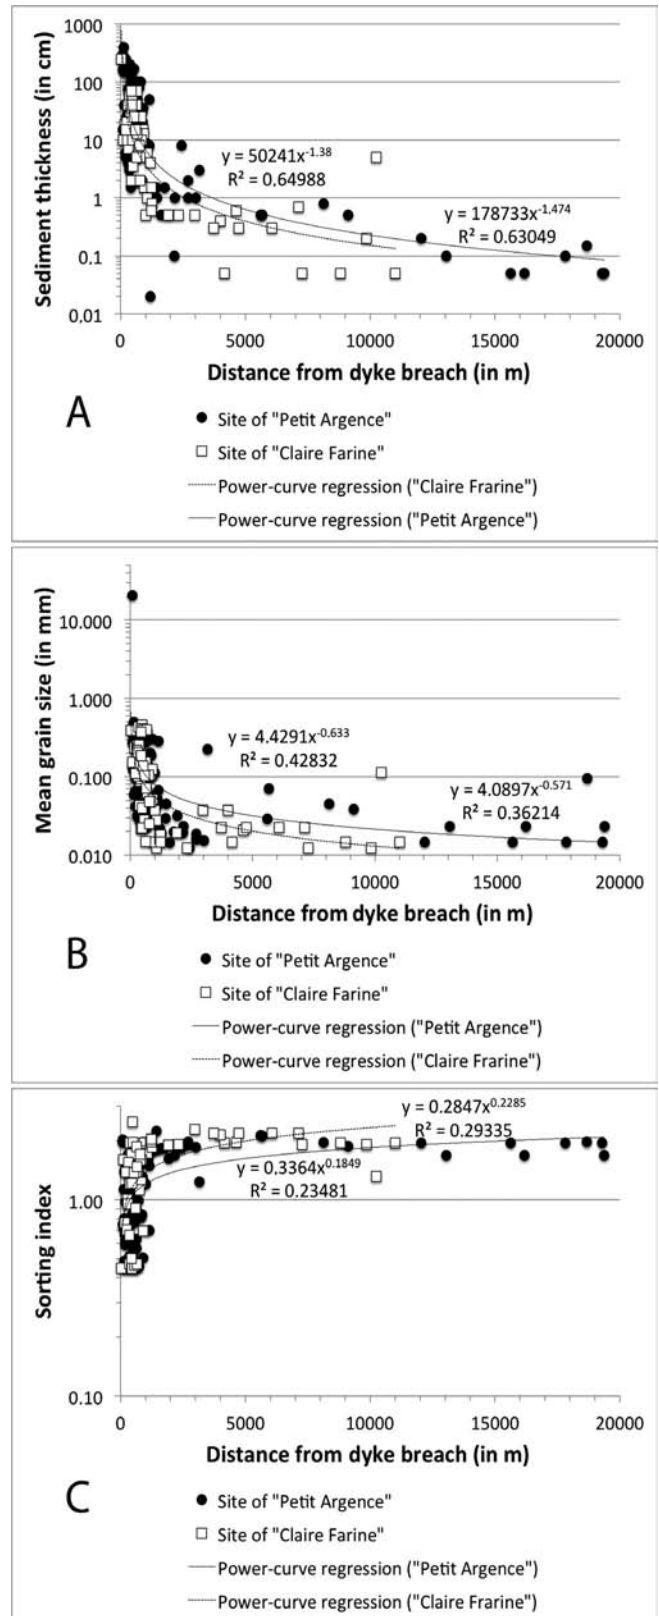 1000
100
10
1
0.1
0.01
Sediment thickness (in cm)
y = 50241x^-1.38
R² = 0.64988
y = 178733x^-1.474
R² = 0.63049
0 5000 10000 15000 20000
Distance from dyke breach (in m)
A
Site of "Petit Argence"
Site of "Claire Farine"
Power-curve regression ("Claire Frarine")
Power-curve regression ("Petit Argence")
10.000
1.000
0.100
0.010
Mean grain size (in mm)
y = 4.4291x^-0.633
R² = 0.42832
y = 4.0897x^-0.571
R² = 0.36214
0 5000 10000 15000 20000
Distance from dyke breach (in m)
B
Site of "Petit Argence"
Site of "Claire Farine"
Power-curve regression ("Petit Argence")
Power-curve regression ("Claire Frarine")
1.00
0.10
Sorting index
y = 0.2847x^0.2285
R² = 0.29335
y = 0.3364x^0.1849
R² = 0.23481
0 5000 10000 15000 20000
Distance from dyke breach (in m)
C
Site of "Petit Argence"
Site of "Claire Farine"
Power-curve regression ("Petit Argence")
Power-curve regression ("Claire Frarine")